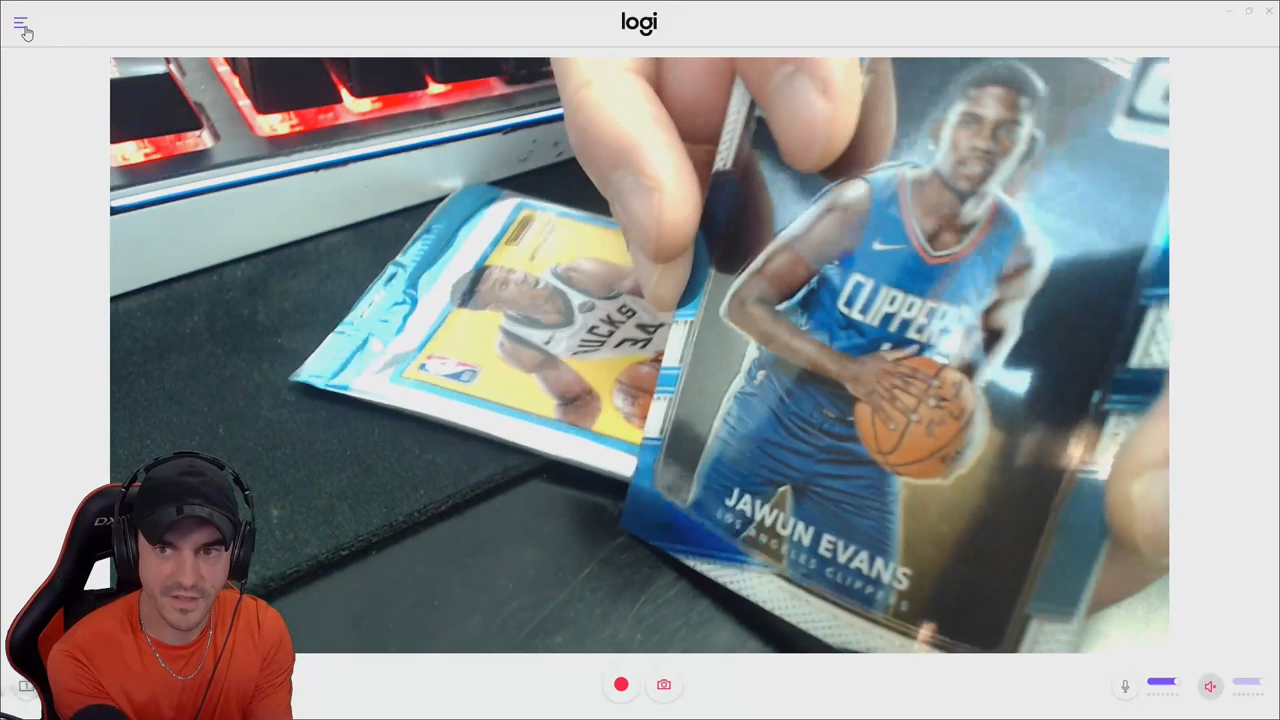 logi
BUCKS
34
CLIPPERS
JAWUN EVANS
LOS ANGELES CLIPPERS